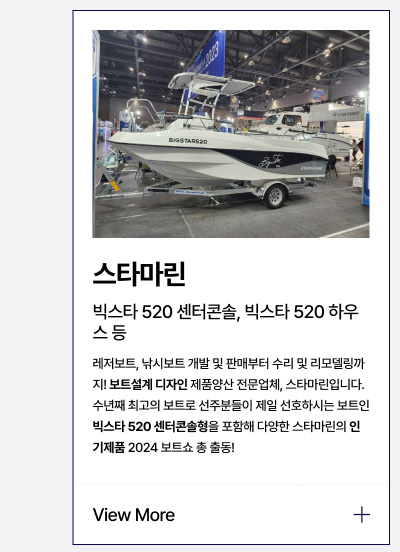 2023
BIGSTAR520
스타마린
빅스타 520 센터콘솔, 빅스타 520 하우
스 등
레저보트, 낚시보트 개발 및 판매부터 수리 및 리모델링까
지! 보트설계 디자인 제품양산 전문업체, 스타마린입니다.
수년째 최고의 보트로 선주분들이 제일 선호하시는 보트인
빅스타 520 센터콘솔형을 포함해 다양한 스타마린의 인
기제품 2024 보트쇼 총 출동!
View More